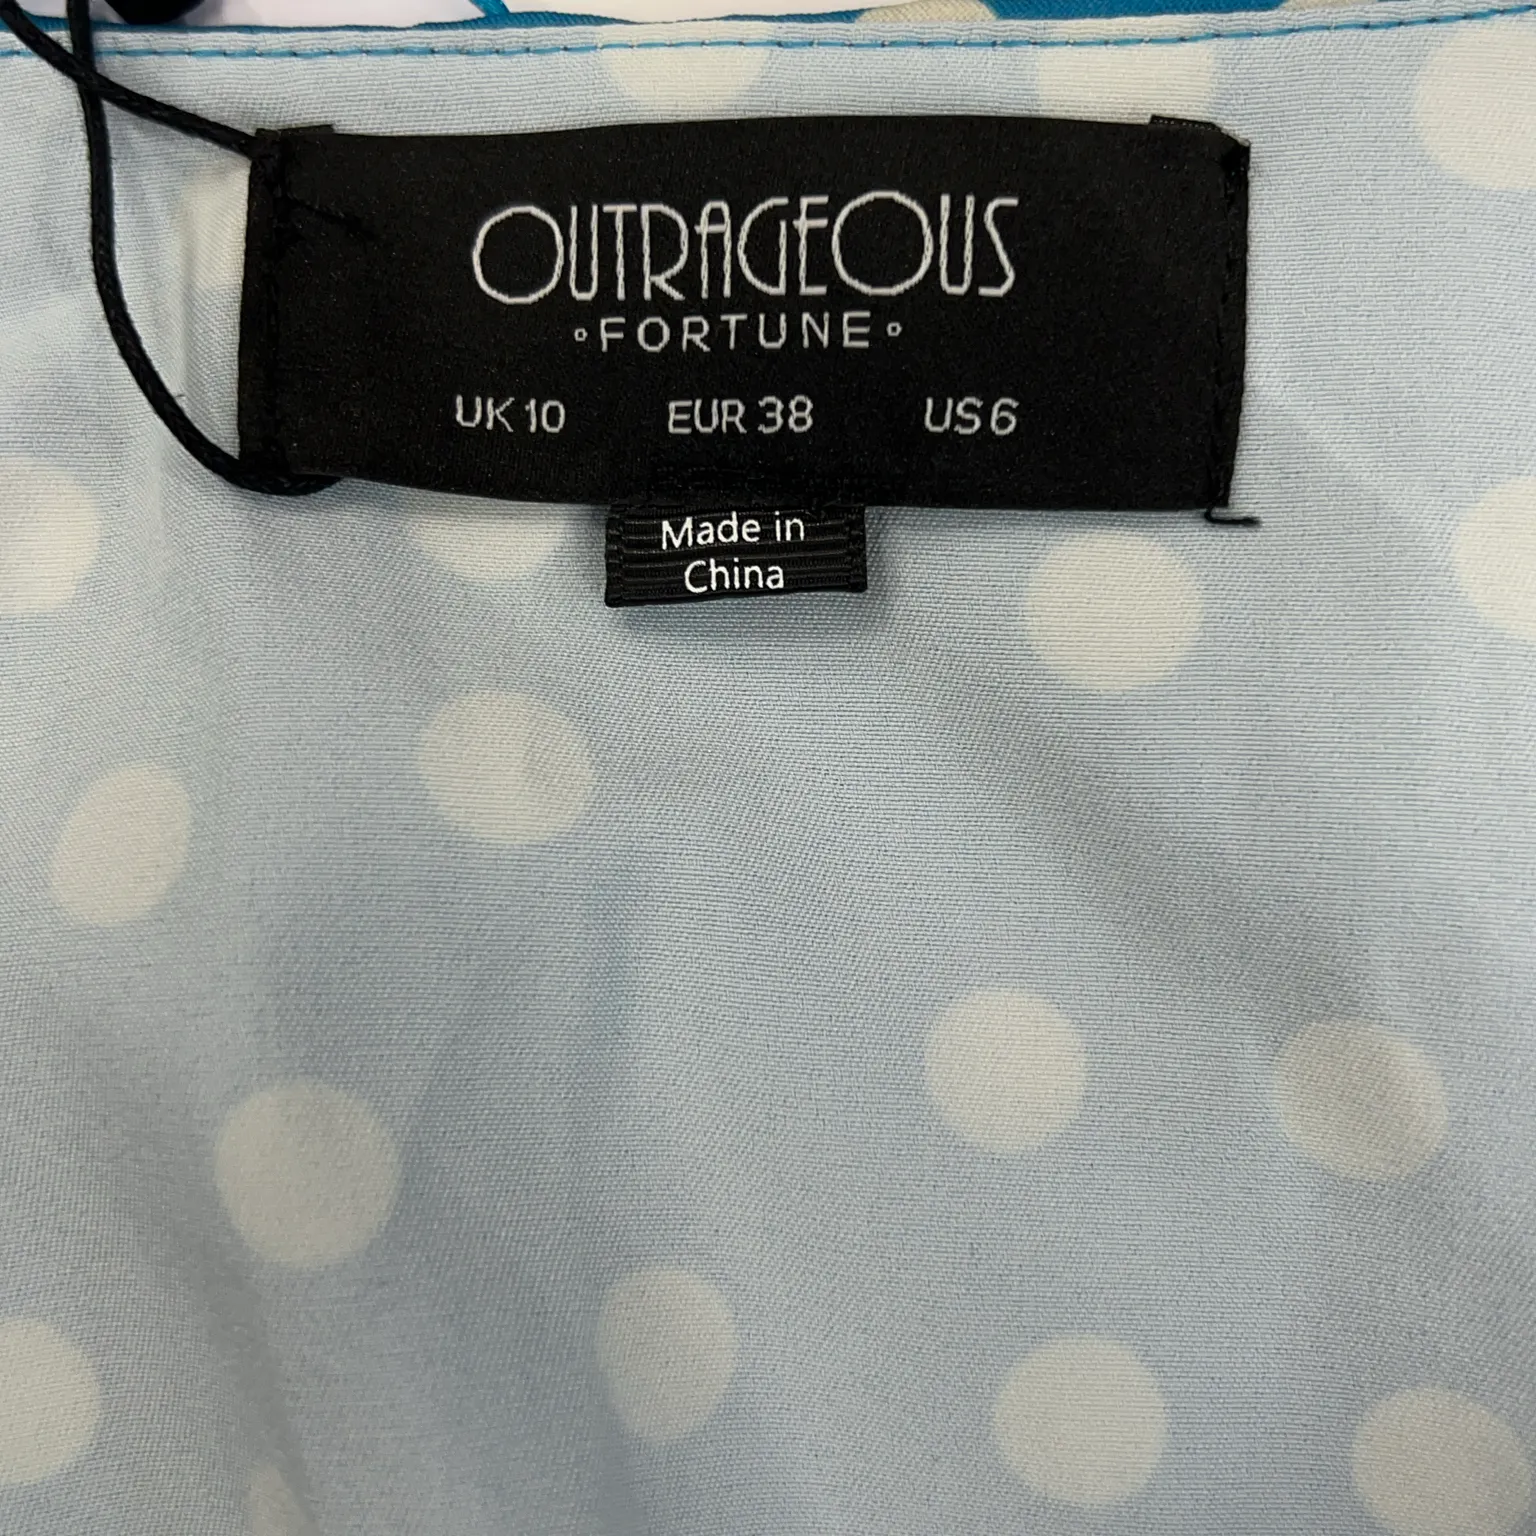 OUTRAGEOUS
FORTUNE
UK 10 EUR 38 US 6
Made in
China